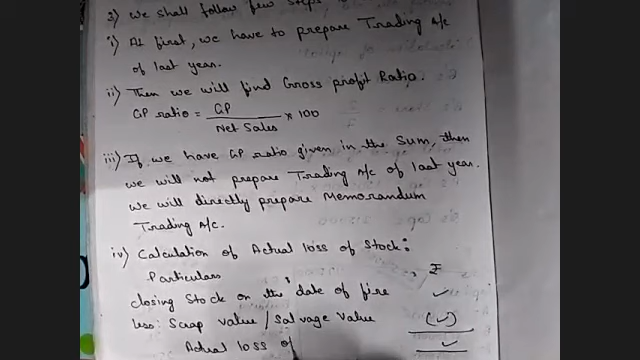 3) We shall follow few steps
i) At first, we have to prepare Trading A/c
of last year.
ii) Then we will find Gross profit Ratio.
GP ratio = GP / Net Sales × 100
iii) If we have GP ratio given in the Sum, then
we will not prepare Trading A/c of last year.
We will directly prepare Memorandum
Trading A/c.
iv) Calculation of Actual loss of Stock:
Particulars ₹
closing Stock on the date of fire ✓
less: Scrap value / Salvage Value (✓)
Actual loss of ✓